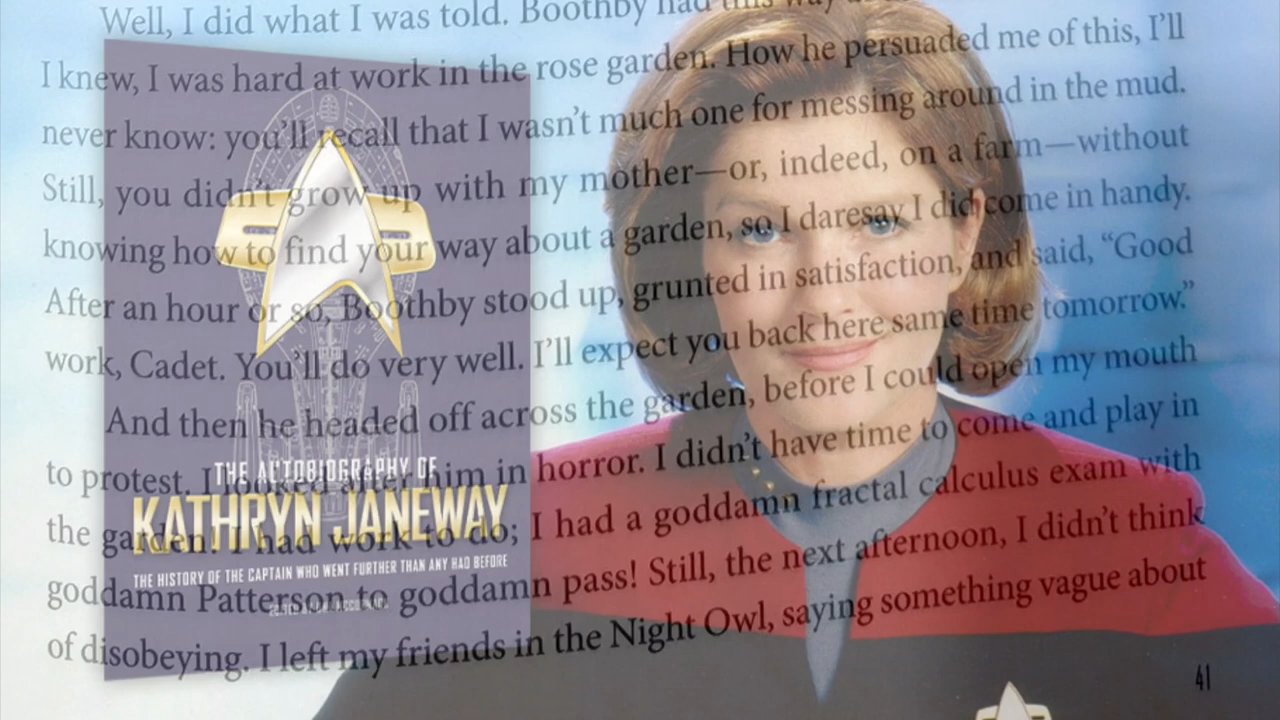 Well, I did what I was told. Boothby had this way
I knew, I was hard at work in the rose garden. How he persuaded me of this, I’ll
never know: you’ll recall that I wasn’t much one for messing around in the mud.
Still, you didn’t grow up with my mother—or, indeed, on a farm—without
knowing how to find your way about a garden, so I daresay I did come in handy.
After an hour or so, Boothby stood up, grunted in satisfaction, and said, “Good
work, Cadet. You’ll do very well. I’ll expect you back here same time tomorrow.”
And then he headed off across the garden, before I could open my mouth
to protest. I looked after him in horror. I didn’t have time to come and play in
the garden! I had work to do; I had a goddamn fractal calculus exam with
goddamn Patterson to goddamn pass! Still, the next afternoon, I didn’t think
of disobeying. I left my friends in the Night Owl, saying something vague about
41
THE AUTOBIOGRAPHY OF
KATHRYN JANEWAY
THE HISTORY OF THE CAPTAIN WHO WENT FURTHER THAN ANY HAD BEFORE